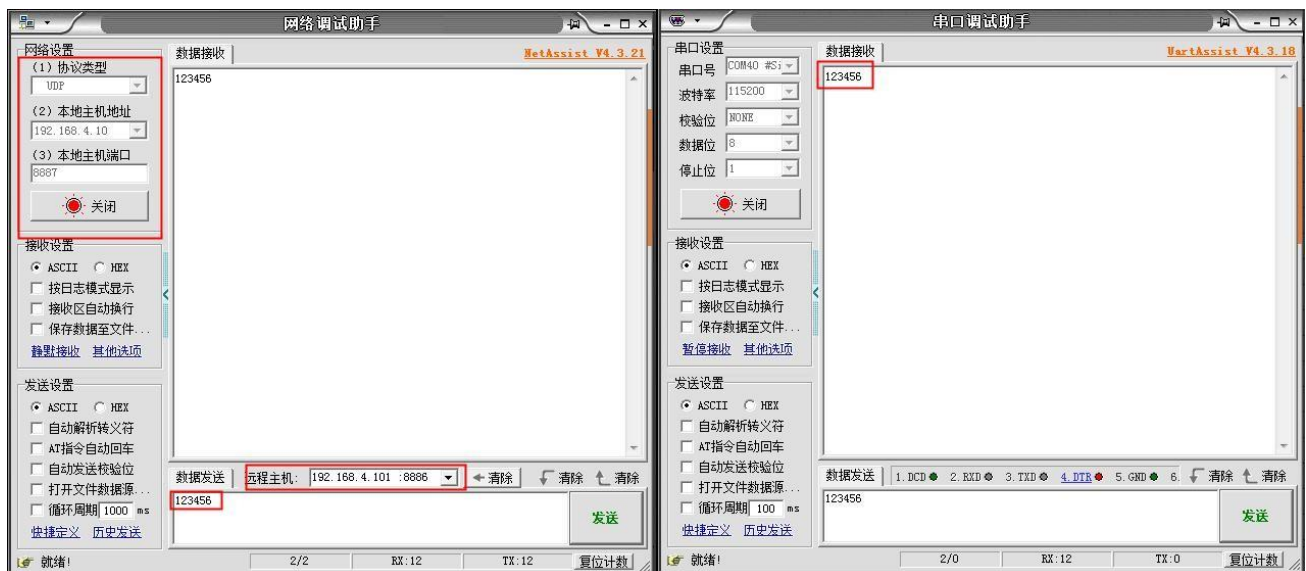 网络调试助手
网络设置
数据接收
NetAssist V4.3.21
(1) 协议类型
UDP
123456
(2) 本地主机地址
192.168.4.10
(3) 本地主机端口
8887
关闭
接收设置
ASCII HEX
按日志模式显示
接收区自动换行
保存数据至文件...
静默接收 其他选项
发送设置
ASCII HEX
自动解析转义符
AT指令自动回车
自动发送校验位
打开文件数据源...
循环周期 1000 ms
快捷定义 历史发送
数据发送 远程主机: 192.168.4.101 :8886 清除 清除 清除
123456
发送
就绪! 2/2 RX:12 TX:12 复位计数
串口调试助手
串口设置
数据接收
UartAssist V4.3.18
串口号 COM40 #Si
123456
波特率 115200
校验位 NONE
数据位 8
停止位 1
关闭
接收设置
ASCII HEX
按日志模式显示
接收区自动换行
保存数据至文件...
暂停接收 其他选项
发送设置
ASCII HEX
自动解析转义符
AT指令自动回车
自动发送校验位
打开文件数据源...
循环周期 100 ms
快捷定义 历史发送
数据发送 1.DCD 2.RXD 3.TXD 4.DTR 5.GND 6. 清除 清除
123456
发送
就绪! 2/0 RX:12 TX:0 复位计数